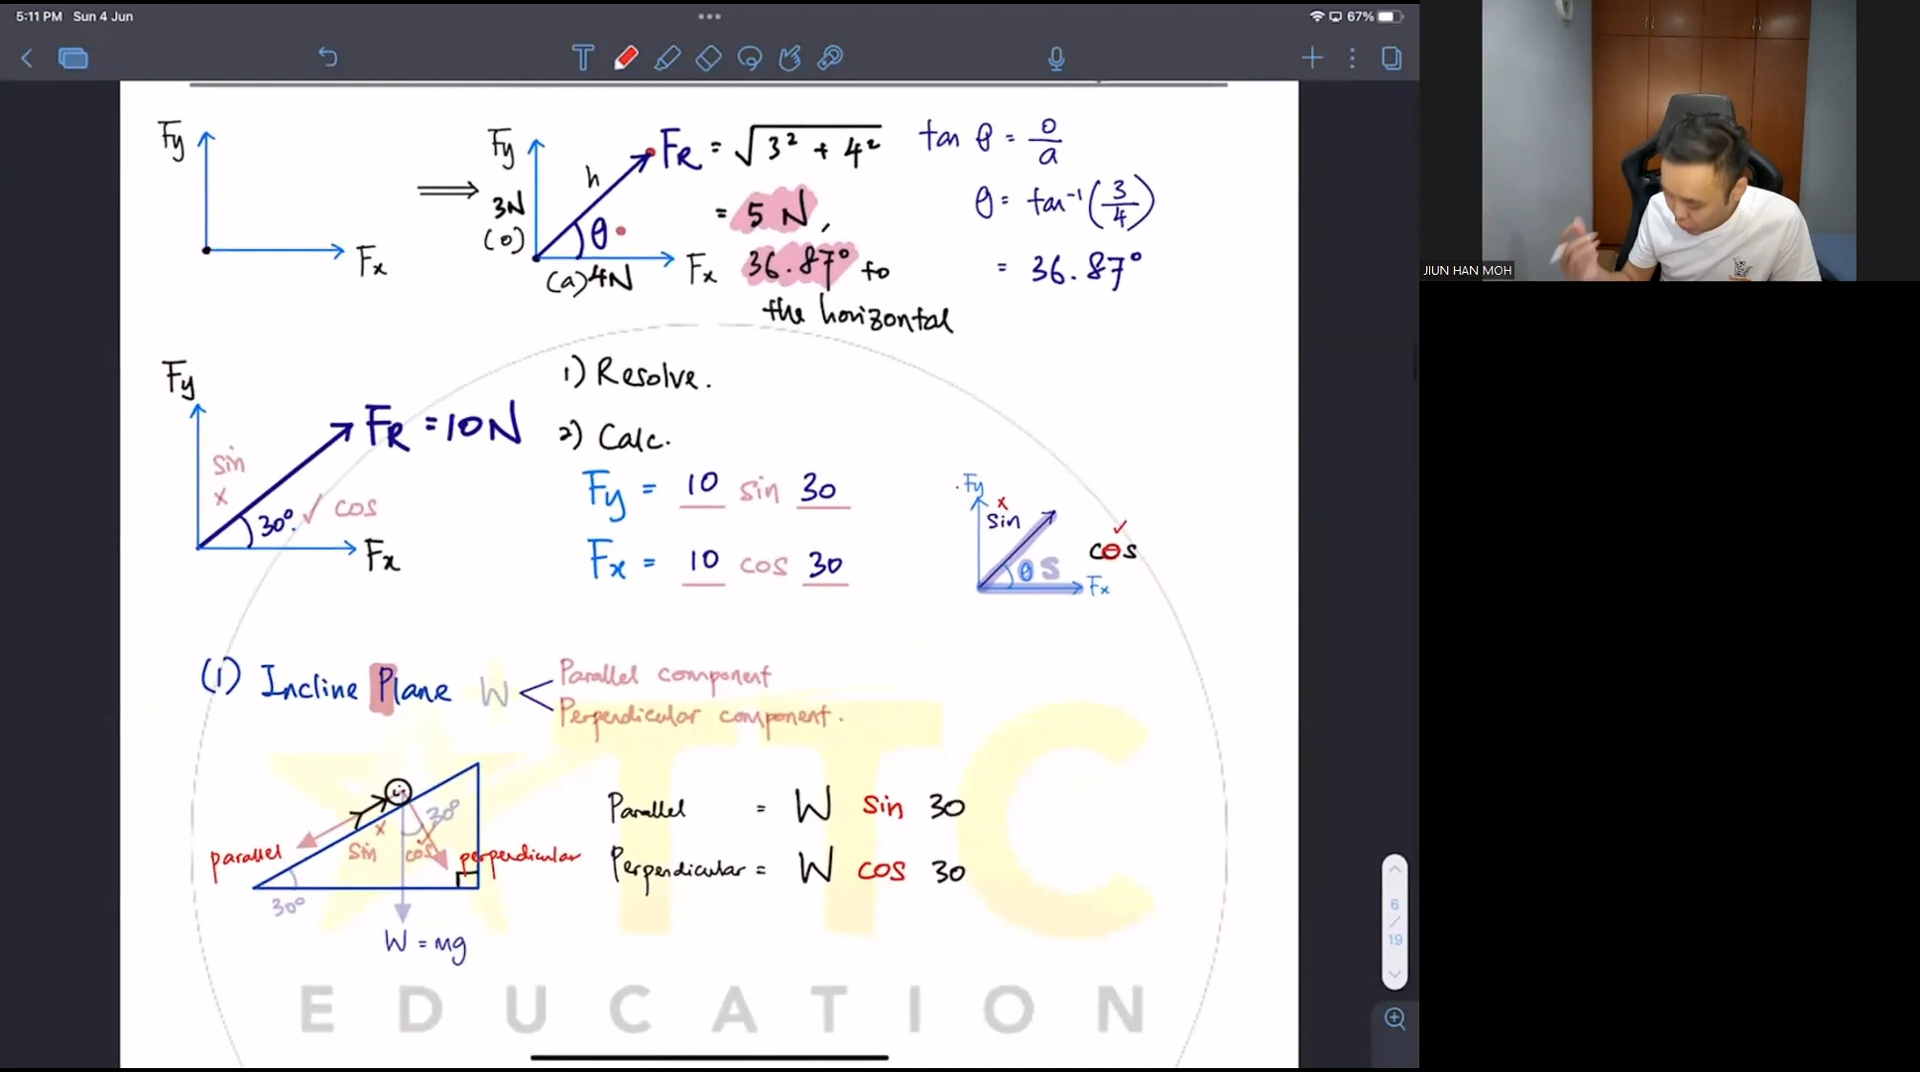 5:11 PM Sun 4 Jun
67%
Fy
Fx
Fy
3N
(o)
h
θ
(a) 4N
Fx
FR = √3² + 4²
= 5 N,
36.87° to
the horizontal
tan θ = o/a
θ = tan⁻¹(3/4)
= 36.87°
JIUN HAN MOH
Fy
FR = 10N
sin
x
30°
✓ cos
Fx
1) Resolve.
2) Calc.
Fy = 10 sin 30
Fx = 10 cos 30
Fy
x
sin
✓
cos
θ S
Fx
(1) Incline Plane W < Parallel component
Perpendicular component.
30°
x
parallel
sin
cos
perpendicular
30°
W = mg
Parallel = W sin 30
Perpendicular = W cos 30
6
/
19
TTC
EDUCATION